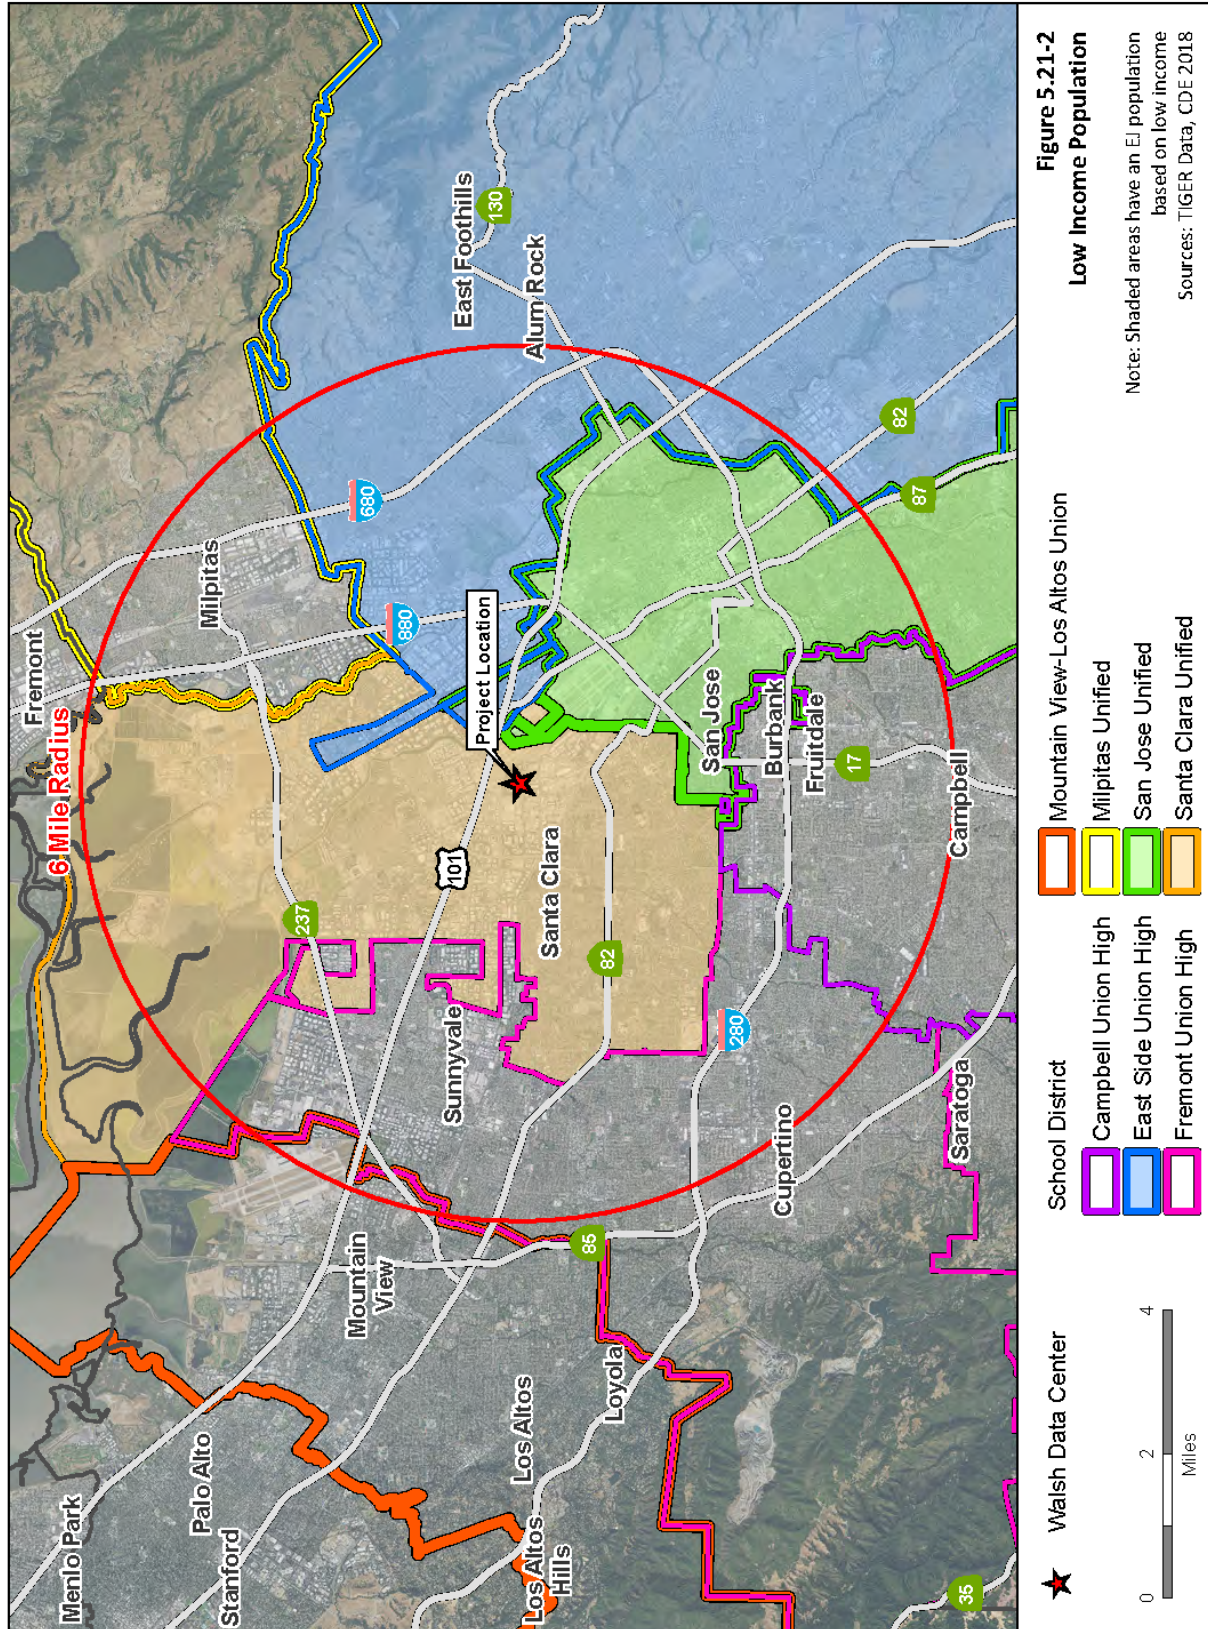 Fremont
6 Mile Radius
Milpitas
680
880
237
Project Location
101
Santa Clara
82
Sunnyvale
East Foothills
130
Alum Rock
San Jose
Burbank
Fruitdale
17
Campbell
82
87
280
Cupertino
Saratoga
85
Mountain
View
Loyola
Los Altos
Los Altos
Hills
Palo Alto
Stanford
Menlo Park
35
Walsh Data Center
0 2 4
Miles
School District
Campbell Union High
East Side Union High
Fremont Union High
Mountain View-Los Altos Union
Milpitas Unified
San Jose Unified
Santa Clara Unified
Figure 5.21-2
Low Income Population
Note: Shaded areas have an EJ population
based on low income
Sources: TIGER Data, CDE 2018